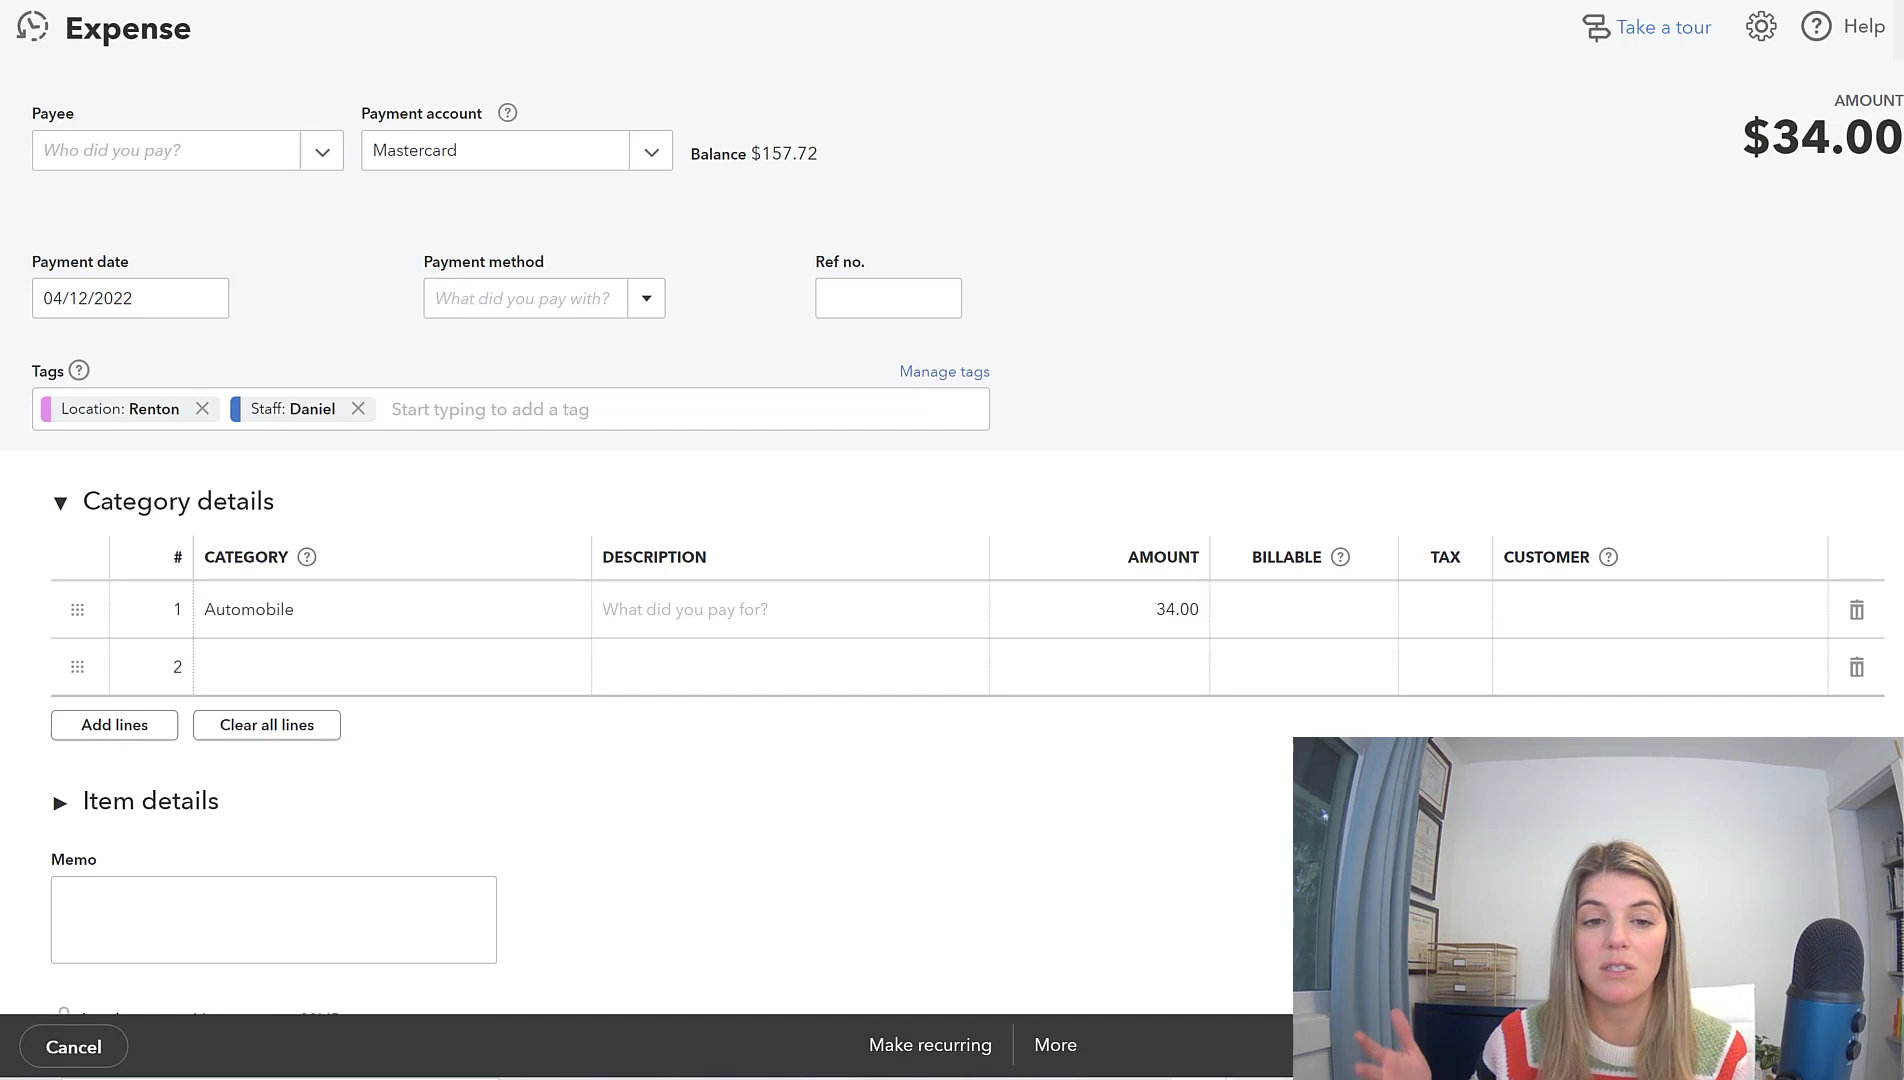 Expense
Take a tour
Help
Payee
Payment account
AMOUNT
$34.00
Who did you pay?
Mastercard
Balance $157.72
Payment date
Payment method
Ref no.
04/12/2022
What did you pay with?
Tags
Manage tags
Location: Renton
Staff: Daniel
Start typing to add a tag
Category details
# CATEGORY DESCRIPTION AMOUNT BILLABLE TAX CUSTOMER
1 Automobile What did you pay for? 34.00
2
Add lines
Clear all lines
Item details
Memo
Cancel
Make recurring
More